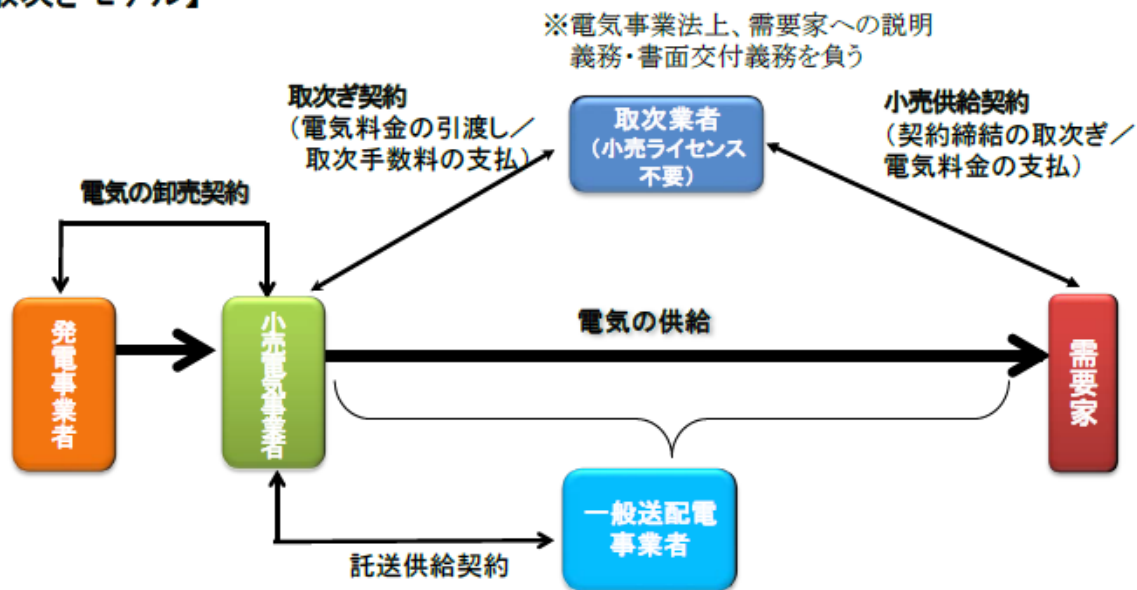 取次ぎモデル】
※電気事業法上、需要家への説明
義務・書面交付義務を負う
取次ぎ契約
(電気料金の引渡し/
取次手数料の支払)
取次業者
(小売ライセンス
不要)
小売供給契約
(契約締結の取次ぎ/
電気料金の支払)
電気の卸売契約
発電事業者
小売電気事業者
電気の供給
需要家
一般送配電
事業者
託送供給契約